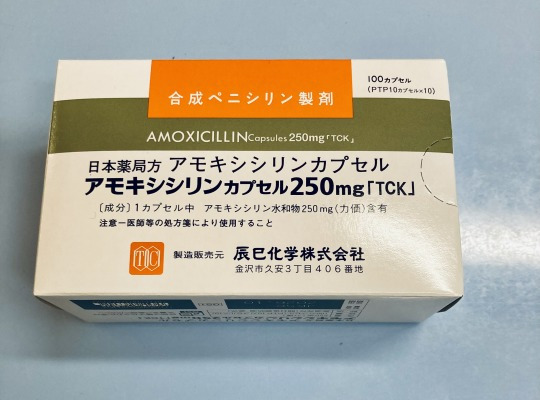 100カプセル
(PTP10カプセル×10)
合成ペニシリン製剤
AMOXICILLIN Capsules 250mg「TCK」
日本薬局方 アモキシシリンカプセル
アモキシシリンカプセル250mg「TCK」
〔成分〕1カプセル中 アモキシシリン水和物250mg(力価)含有
注意ー医師等の処方箋により使用すること
TC
製造販売元 辰巳化学株式会社
金沢市久安3丁目406番地